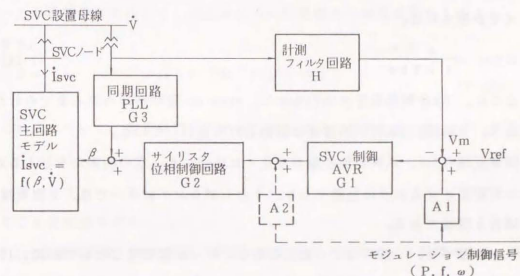 SVC設置母線
V̇
SVCノード
İsvc
SVC
主回路
モデル
İsvc =
f(β,V̇)
同期回路
PLL
G3
計測
フィルタ回路
H
β
+
+
サイリスタ
位相制御回路
G2
+
+
SVC 制御
AVR
G1
Vm
−
+
+
Vref
A2
A1
モジュレーション制御信号
(P, f, ω)